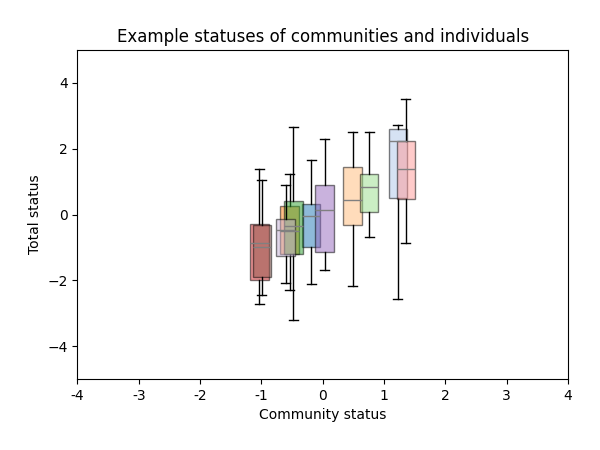 Example statuses of communities and individuals
Total status
4
2
0
−2
−4
-4 -3 -2 -1 0 1 2 3 4
Community status